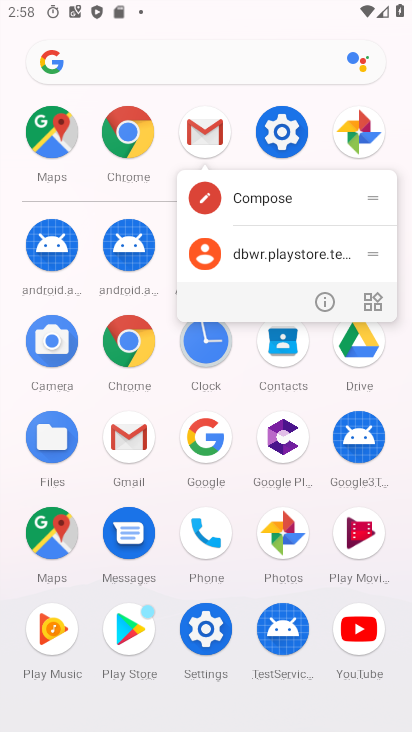 2:58
Maps Chrome
Compose
dbwr.playstore.te...
android.a... android.a...
Camera Chrome Clock Contacts Drive
Files Gmail Google Google Pl... Google3T...
Maps Messages Phone Photos Play Movi...
Play Music Play Store Settings TestServic... YouTube